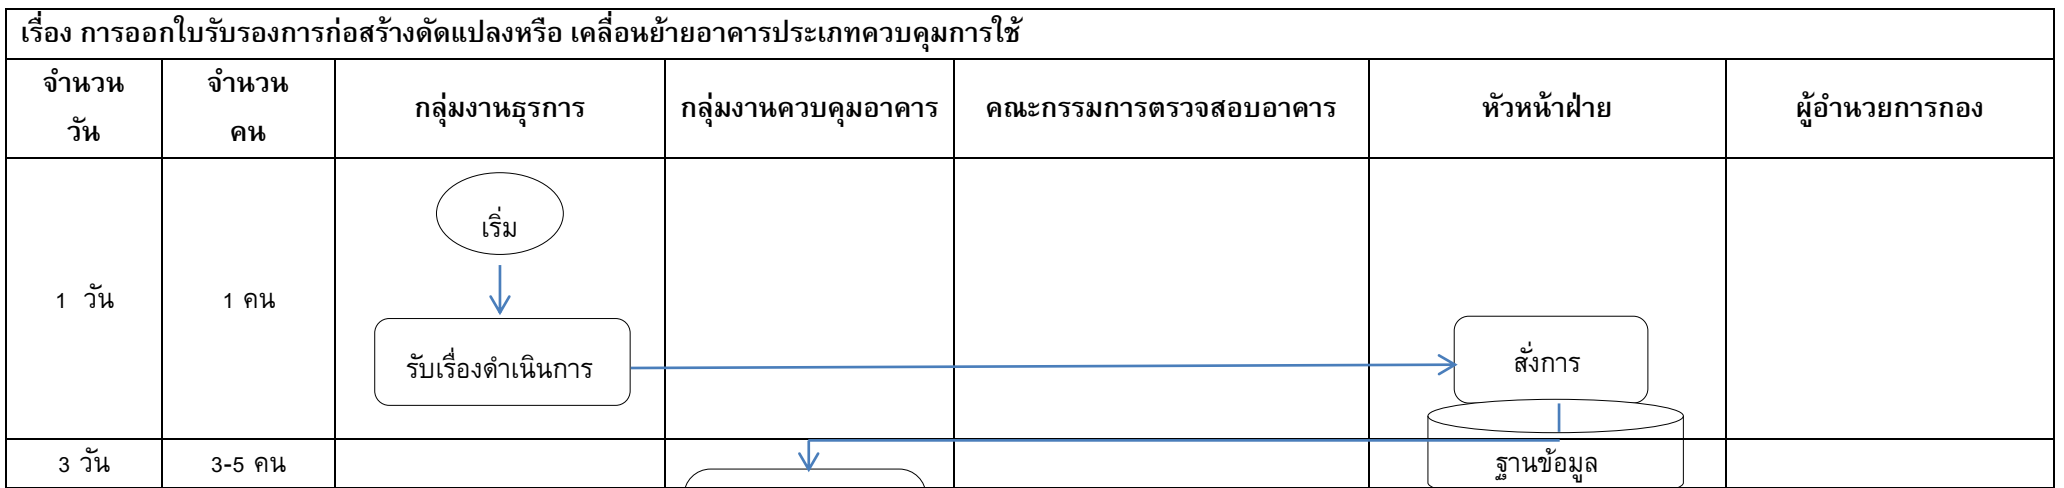 เรื่อง การออกใบรับรองการก่อสร้างดัดแปลงหรือ เคลื่อนย้ายอาคารประเภทควบคุมการใช้
จำนวน
วัน
จำนวน
คน
กลุ่มงานธุรการ
กลุ่มงานควบคุมอาคาร
คณะกรรมการตรวจสอบอาคาร
หัวหน้าฝ่าย
ผู้อำนวยการกอง
เริ่ม
1 วัน
1 คน
รับเรื่องดำเนินการ
สั่งการ
3 วัน
3-5 คน
ฐานข้อมูล